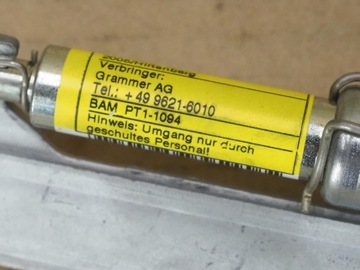 Verbringer:
Grammer AG
Tel.: +49 9621-6010
BAM PT1-1094
Hinweis: Umgang nur durch
geschultes Personal!